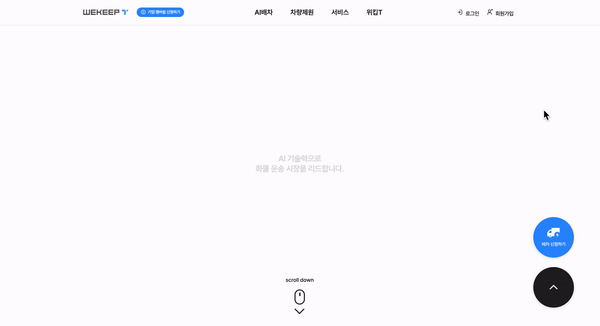 WEKEEP T
기업 멤버쉽 신청하기
AI배차
차량제원
서비스
위킵T
로그인
회원가입
AI 기술력으로
화물 운송 시장을 리드합니다.
배차 신청하기
scroll down